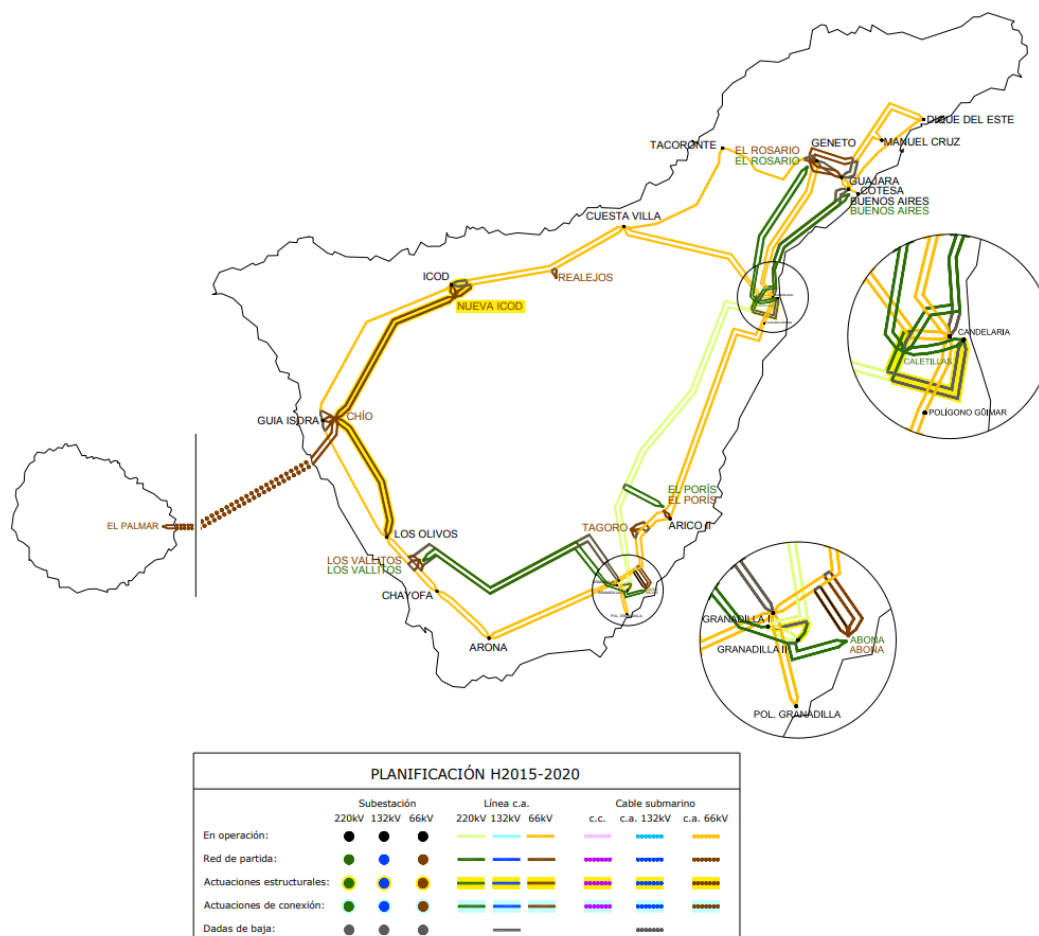 DIQUE DEL ESTE
MANUEL CRUZ
GENETO
TACORONTE
EL ROSARIO
EL ROSARIO
GUAJARA
COTESA
BUENOS AIRES
BUENOS AIRES
CUESTA VILLA
ICOD
REALEJOS
NUEVA ICOD
CANDELARIA
CALETILLAS
POLÍGONO GÜIMAR
GUIA ISORA
CHÍO
EL PALMAR
EL PORÍS
EL PORÍS
ARICO II
TAGORO
LOS OLIVOS
LOS VALLITOS
LOS VALLITOS
CHAYOFA
ARONA
POL. GRANADILLA
GRANADILLA I
GRANADILLA II
ABONA
ABONA
POL. GRANADILLA
PLANIFICACIÓN H2015-2020
Subestación Línea c.a. Cable submarino
220kV 132kV 66kV 220kV 132kV 66kV c.c. c.a. 132kV c.a. 66kV
En operación:
Red de partida:
Actuaciones estructurales:
Actuaciones de conexión:
Dadas de baja: